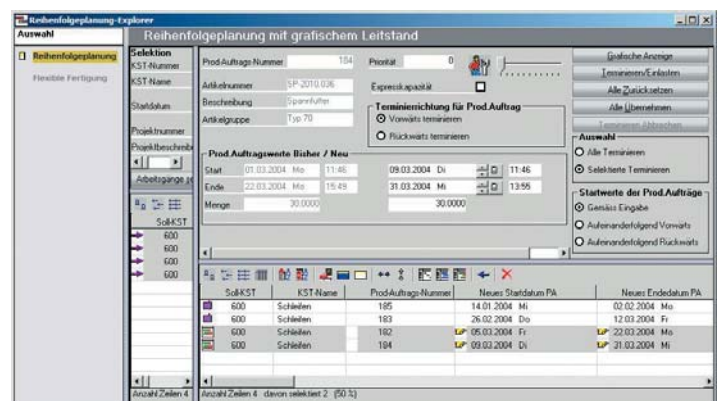 Reihenfolgeplanung-Explorer
Auswahl
Reihenfolgeplanung mit grafischem Leitstand
Reihenfolgeplanung
Flexible Fertigung
Selektion
KST-Nummer
KST-Name
Startdatum
Projektnummer
Projektbeschreib
Arbeitsgänge se
Soll-KST
600
600
600
600
Anzahl Zeilen 4
Prod-Auftrags-Nummer 184 Priorität 0
Artikelnummer SP-2010.036 Expresskapazität
Beschreibung Spannfutter
Artikelgruppe Typ 70
Terminierrichtung für Prod.Auftrag
Vorwärts terminieren
Rückwärts terminieren
Prod.Auftragswerte Bisher / Neu
Start 01.03.2004 Mo 11:46 09.03.2004 Di 11:46
Ende 22.03.2004 Mo 15:49 31.03.2004 Mi 13:55
Menge 30.0000 30.0000
Grafische Anzeige
Terminieren/Einlasten
Alle Zurücksetzen
Alle Übernehmen
Terminieren Abbrechen
Auswahl
Alle Terminieren
Selektierte Terminieren
Startwerte der Prod.Aufträge
Gemäss Eingabe
Aufeinanderfolgend Vorwärts
Aufeinanderfolgend Rückwärts
Soll-KST KST-Name Prod-Auftrags-Nummer Neues Startdatum PA Neues Endedatum PA
600 Schleifen 185 14.01.2004 Mi 02.02.2004 Mo
600 Schleifen 183 26.02.2004 Do 12.03.2004 Fr
600 Schleifen 182 05.03.2004 Fr 22.03.2004 Mo
600 Schleifen 184 09.03.2004 Di 31.03.2004 Mi
Anzahl Zeilen 4 davon selektiert 2 (50 %)